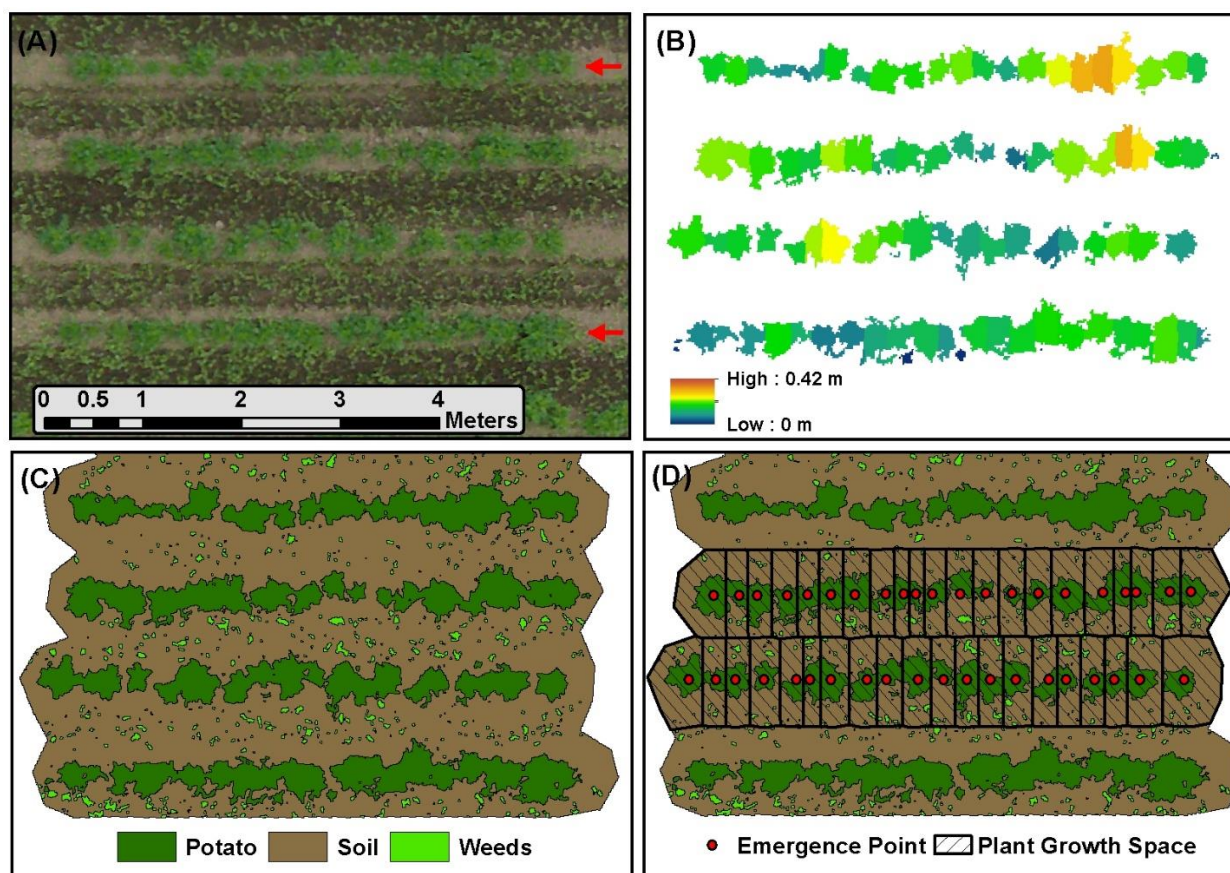 (A)
0 0.5 1 2 3 4
Meters
(B)
High : 0.42 m
Low : 0 m
(C)
Potato Soil Weeds
(D)
Emergence Point Plant Growth Space